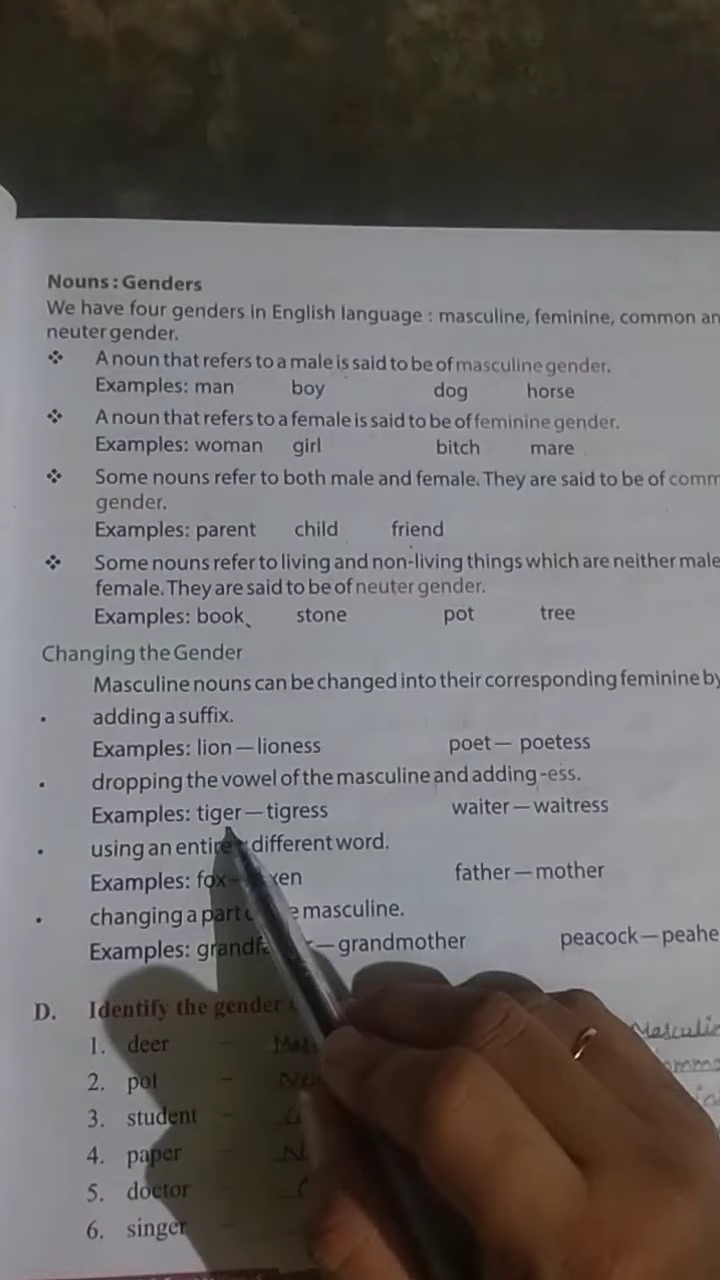 Nouns : Genders
We have four genders in English language : masculine, feminine, common
neuter gender.
❖ A noun that refers to a male is said to be of masculine gender.
Examples: man boy dog horse
❖ A noun that refers to a female is said to be of feminine gender.
Examples: woman girl bitch mare
❖ Some nouns refer to both male and female. They are said to be of
gender.
Examples: parent child friend
❖ Some nouns refer to living and non-living things which are neither male
female. They are said to be of neuter gender.
Examples: book stone pot tree
Changing the Gender
Masculine nouns can be changed into their corresponding feminine by
• adding a suffix.
Examples: lion — lioness poet — poetess
• dropping the vowel of the masculine and adding -ess.
Examples: tiger — tigress waiter — waitress
• using an different word.
Examples: fox father — mother
• changing a part masculine.
Examples: — grandmother peacock —
D. Identify the gender
1. deer -
2. pot -
3. student -
4. paper -
5. doctor -
6. singer -